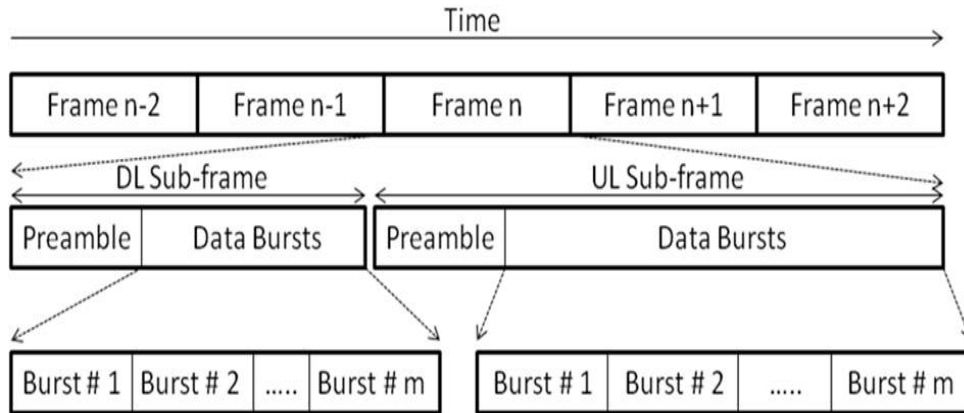 Time
Frame n-2 Frame n-1 Frame n Frame n+1 Frame n+2
DL Sub-frame UL Sub-frame
Preamble Data Bursts Preamble Data Bursts
Burst # 1 Burst # 2 ..... Burst # m Burst # 1 Burst # 2 ..... Burst # m